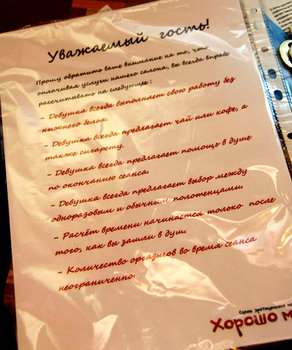 Уважаемый гость!
Прошу обратить ваше внимание на то, что
оплачивая услуги нашего салона, вы всегда вправе
рассчитывать на следующее :
- Девушка всегда выполняет свою работу без
нижнего белья.
- Девушка всегда предлагает чай или кофе, а
также сигарету.
- Девушка всегда предлагает помощь в душе
по окончанию сеанса.
- Девушка всегда предлагает выбор между
одноразовым и обычным полотенцами
- Расчёт времени начинается только после
того, как вы зашли в душ
- Количество оргазмов во время сеанса
неограниченно.
Хорошо